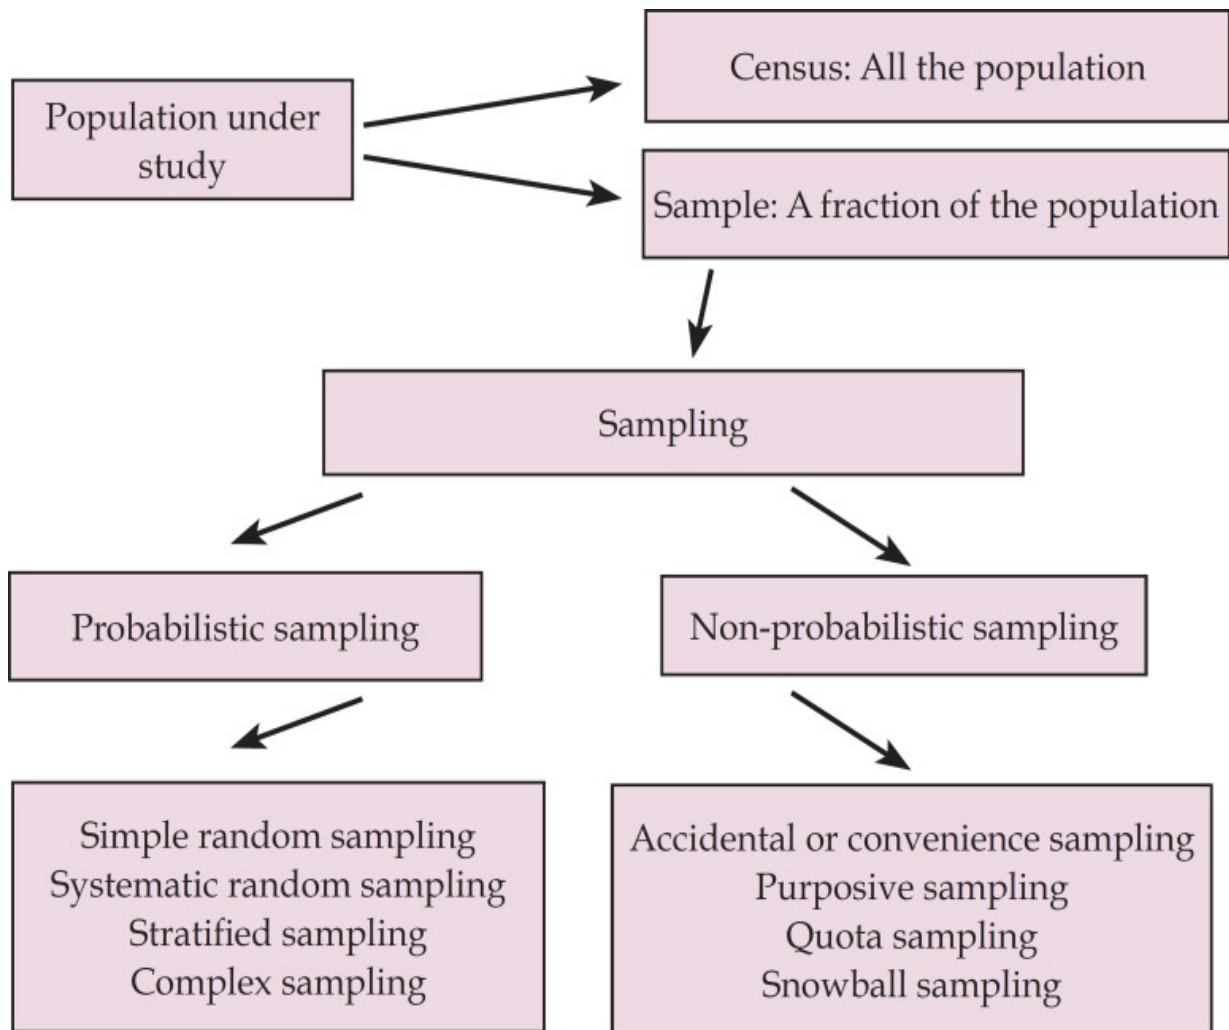 Census: All the population
Population under
study
Sample: A fraction of the population
Sampling
Probabilistic sampling
Non-probabilistic sampling
Simple random sampling
Systematic random sampling
Stratified sampling
Complex sampling
Accidental or convenience sampling
Purposive sampling
Quota sampling
Snowball sampling